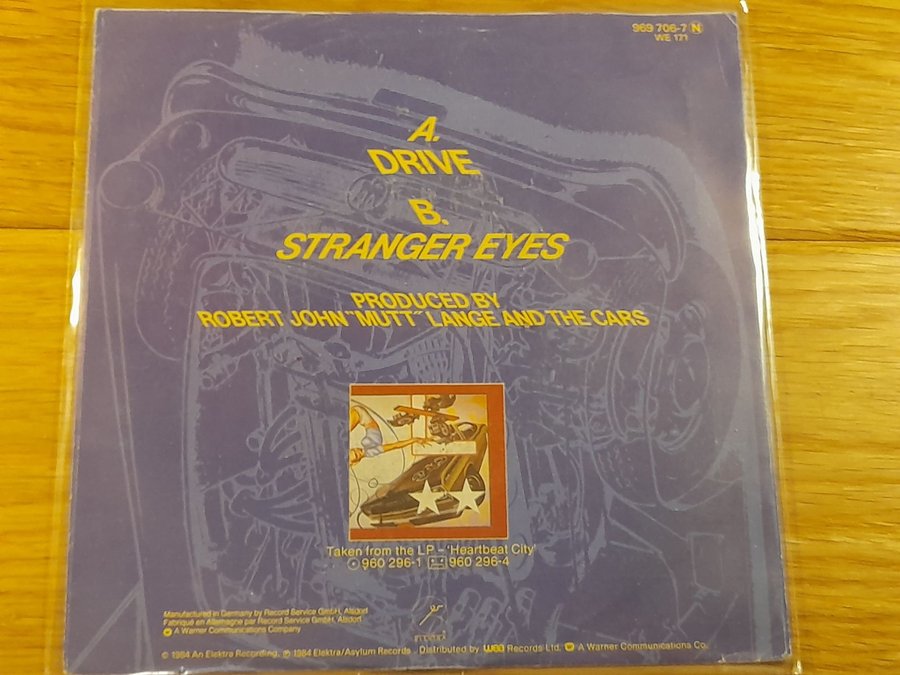 969 706-7 N
WE 171
A.
DRIVE
B.
STRANGER EYES
PRODUCED BY
ROBERT JOHN "MUTT" LANGE AND THE CARS
Taken from the LP – 'Heartbeat City'
960 296-1 960 296-4
Manufactured in Germany by Record Service GmbH, Alsdorf
Fabriqué en Allemagne par Record Service GmbH, Alsdorf
A Warner Communications Company
© 1984 An Elektra Recording. ℗ 1984 Elektra/Asylum Records · Distributed by wea Records Ltd. A Warner Communications Co.